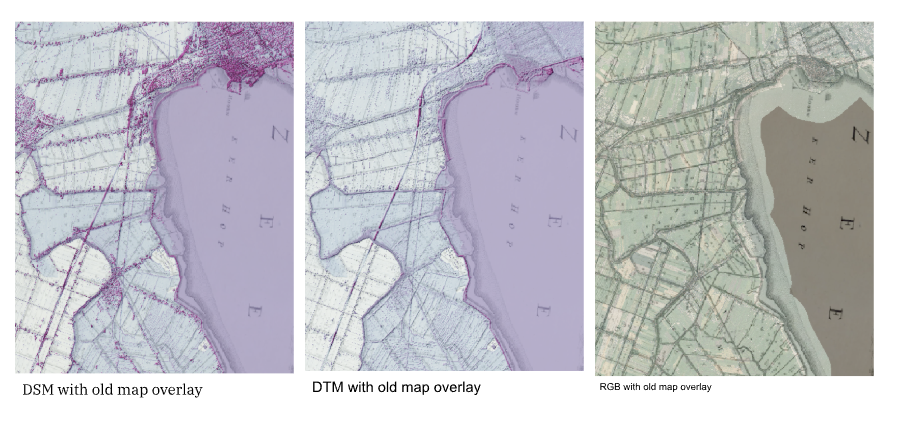 Z
E
E
K E R H O P
Z
E
E
K E R H O P
Z
E
E
K E R H O P
DSM with old map overlay
DTM with old map overlay
RGB with old map overlay